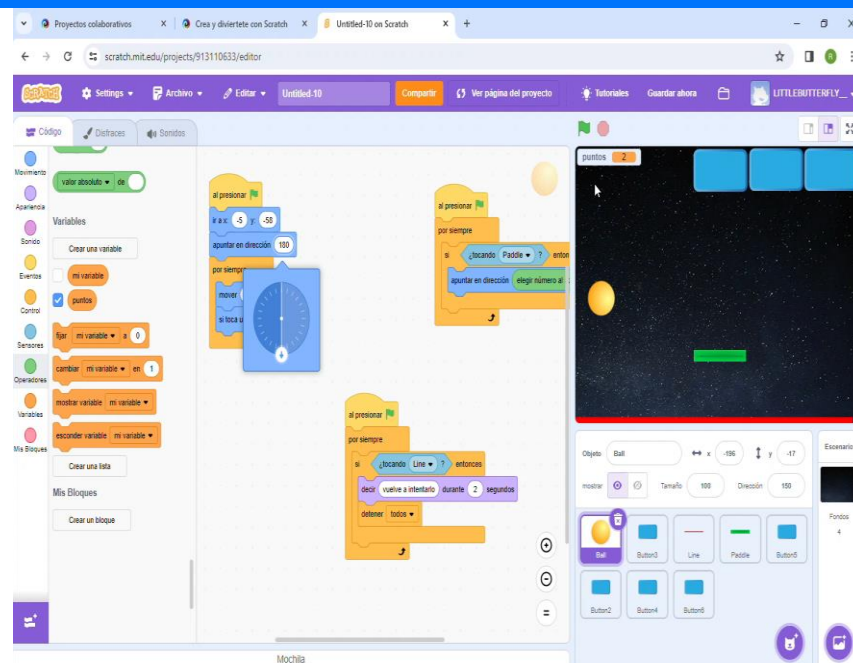 Proyectos colaborativos
Crea y diviertete con Scratch
Untitled-10 on Scratch
scratch.mit.edu/projects/913110633/editor
SCRATCH
Settings
Archivo
Editar
Untitled-10
Compartir
Ver página del proyecto
Tutoriales
Guardar ahora
LITTLEBUTTERFLY__
Código
Disfraces
Sonidos
Movimiento
Apariencia
Sonido
Eventos
Control
Sensores
Operadores
Variables
Mis Bloques
valor absoluto de
Variables
Crear una variable
mi variable
puntos
fijar mi variable a 0
cambiar mi variable en 1
mostrar variable mi variable
esconder variable mi variable
Crear una lista
Mis Bloques
Crear un bloque
al presionar
ir a x: -5 y: -58
apuntar en dirección 180
por siempre
mover
si toca u
al presionar
por siempre
si ¿tocando Paddle ? enton
apuntar en dirección elegir número al
al presionar
por siempre
si ¿tocando Line ? entonces
decir vuelve a intentarlo durante 2 segundos
detener todos
Mochila
puntos 2
Objeto Ball x -196 y -17
mostrar Tamaño 100 Dirección 150
Ball
Button3
Line
Paddle
Button5
Button2
Button4
Button6
Escenario
Fondos
4